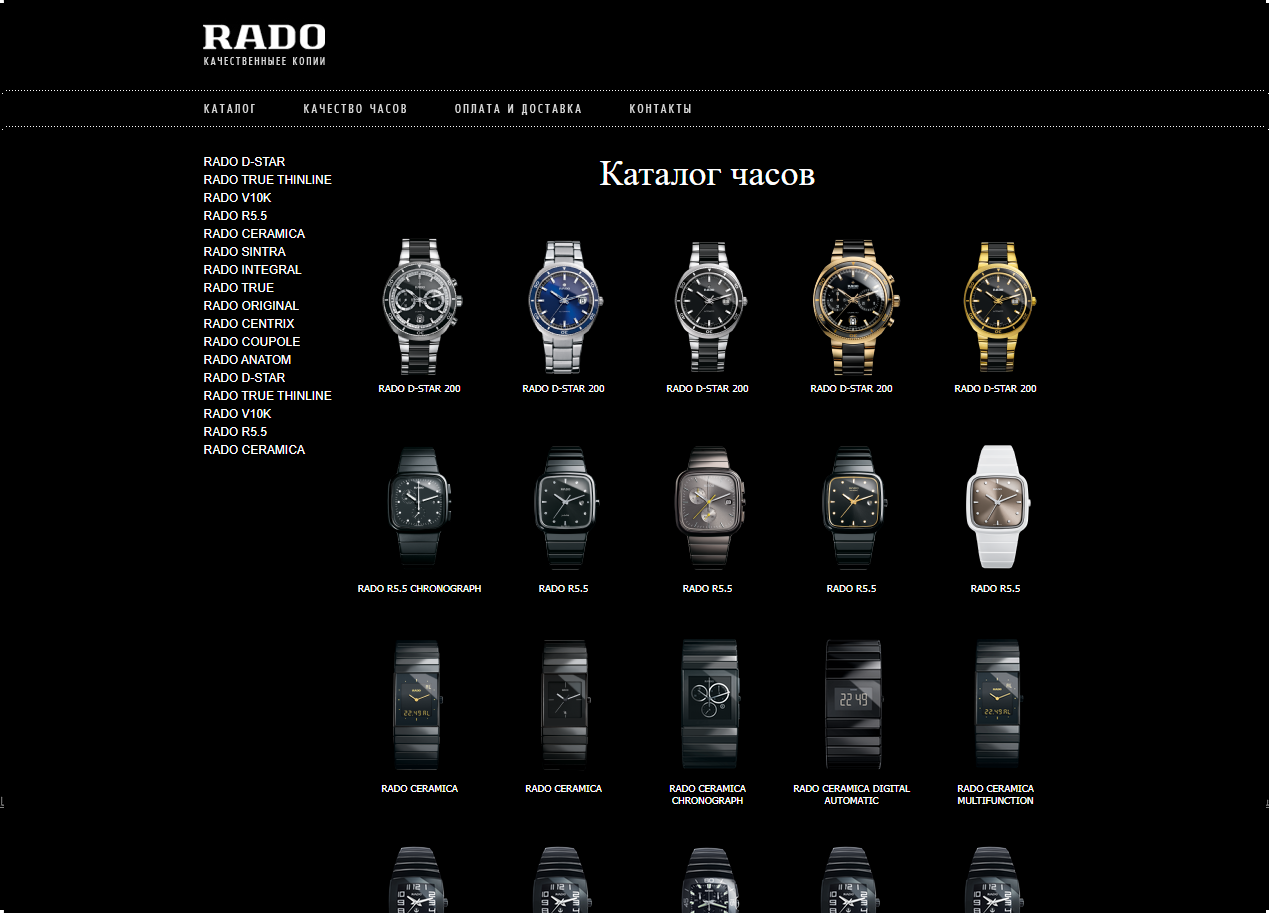 RADO
КАЧЕСТВЕННЫЕЕ КОПИИ
КАТАЛОГ
КАЧЕСТВО ЧАСОВ
ОПЛАТА И ДОСТАВКА
КОНТАКТЫ
RADO D-STAR
RADO TRUE THINLINE
RADO V10K
RADO R5.5
RADO CERAMICA
RADO SINTRA
RADO INTEGRAL
RADO TRUE
RADO ORIGINAL
RADO CENTRIX
RADO COUPOLE
RADO ANATOM
RADO D-STAR
RADO TRUE THINLINE
RADO V10K
RADO R5.5
RADO CERAMICA
Каталог часов
RADO D-STAR 200
RADO D-STAR 200
RADO D-STAR 200
RADO D-STAR 200
RADO D-STAR 200
RADO R5.5 CHRONOGRAPH
RADO R5.5
RADO R5.5
RADO R5.5
RADO R5.5
22:49
RADO CERAMICA
RADO CERAMICA
RADO CERAMICA
CHRONOGRAPH
RADO CERAMICA DIGITAL
AUTOMATIC
RADO CERAMICA
MULTIFUNCTION